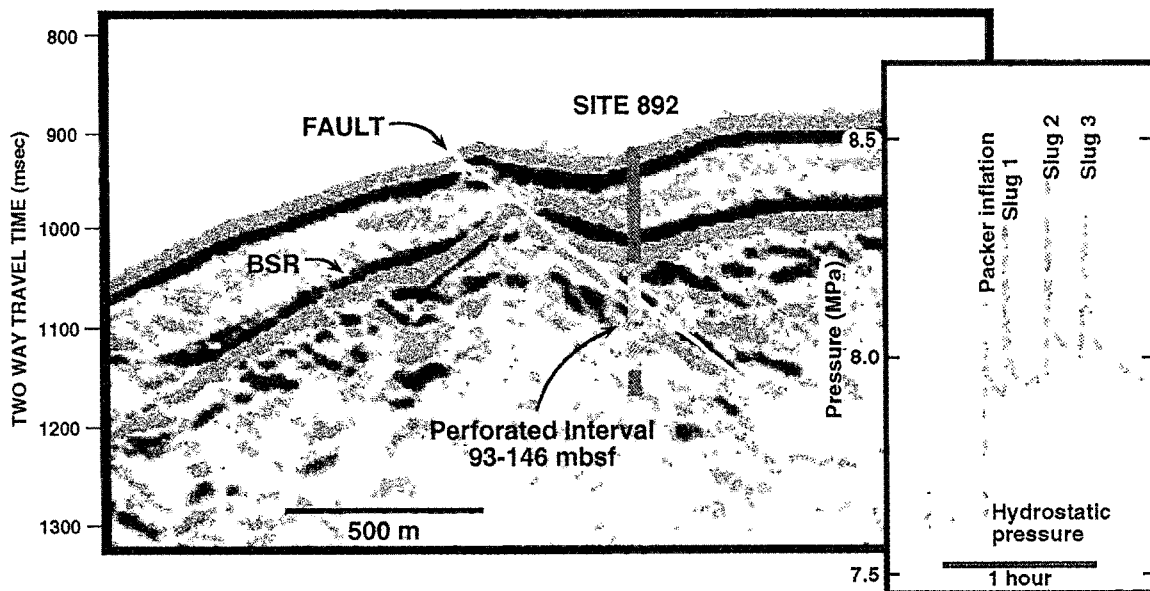 800
900
1000
1100
1200
1300
TWO WAY TRAVEL TIME (msec)
FAULT
SITE 892
BSR
Perforated Interval
93-146 mbsf
500 m
8.5
8.0
7.5
Pressure (MPa)
Packer inflation
Slug 1
Slug 2
Slug 3
Hydrostatic
pressure
1 hour